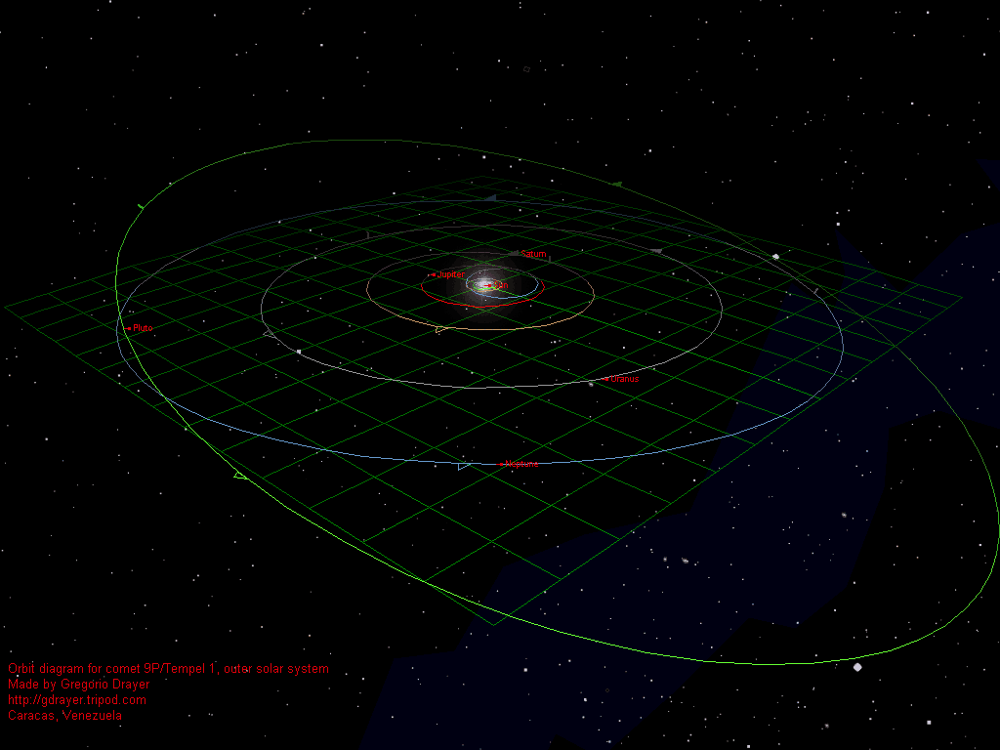 Saturn
Jupiter
Pluto
Uranus
Neptune
Orbit diagram for comet 9P/Tempel 1, outer solar system
Made by Gregorio Drayer
http://gdrayer.tripod.com
Caracas, Venezuela